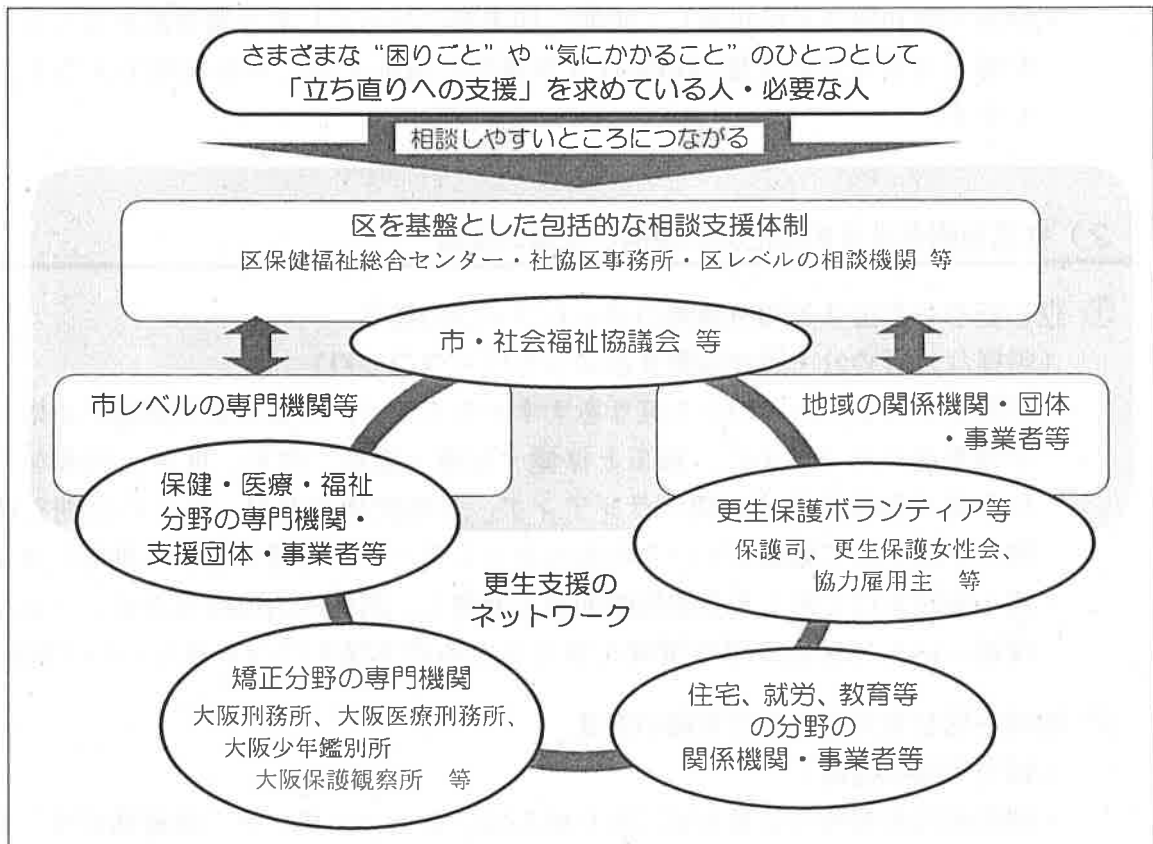 さまざまな“困りごと”や“気にかかること”のひとつとして
「立ち直りへの支援」を求めている人・必要な人
相談しやすいところにつながる
区を基盤とした包括的な相談支援体制
区保健福祉総合センター・社協区事務所・区レベルの相談機関 等
市・社会福祉協議会 等
市レベルの専門機関等
地域の関係機関・団体
・事業者等
保健・医療・福祉
分野の専門機関・
支援団体・事業者等
更生保護ボランティア等
保護司、更生保護女性会、
協力雇用主 等
更生支援の
ネットワーク
矯正分野の専門機関
大阪刑務所、大阪医療刑務所、
大阪少年鑑別所
大阪保護観察所 等
住宅、就労、教育等
の分野の
関係機関・事業者等